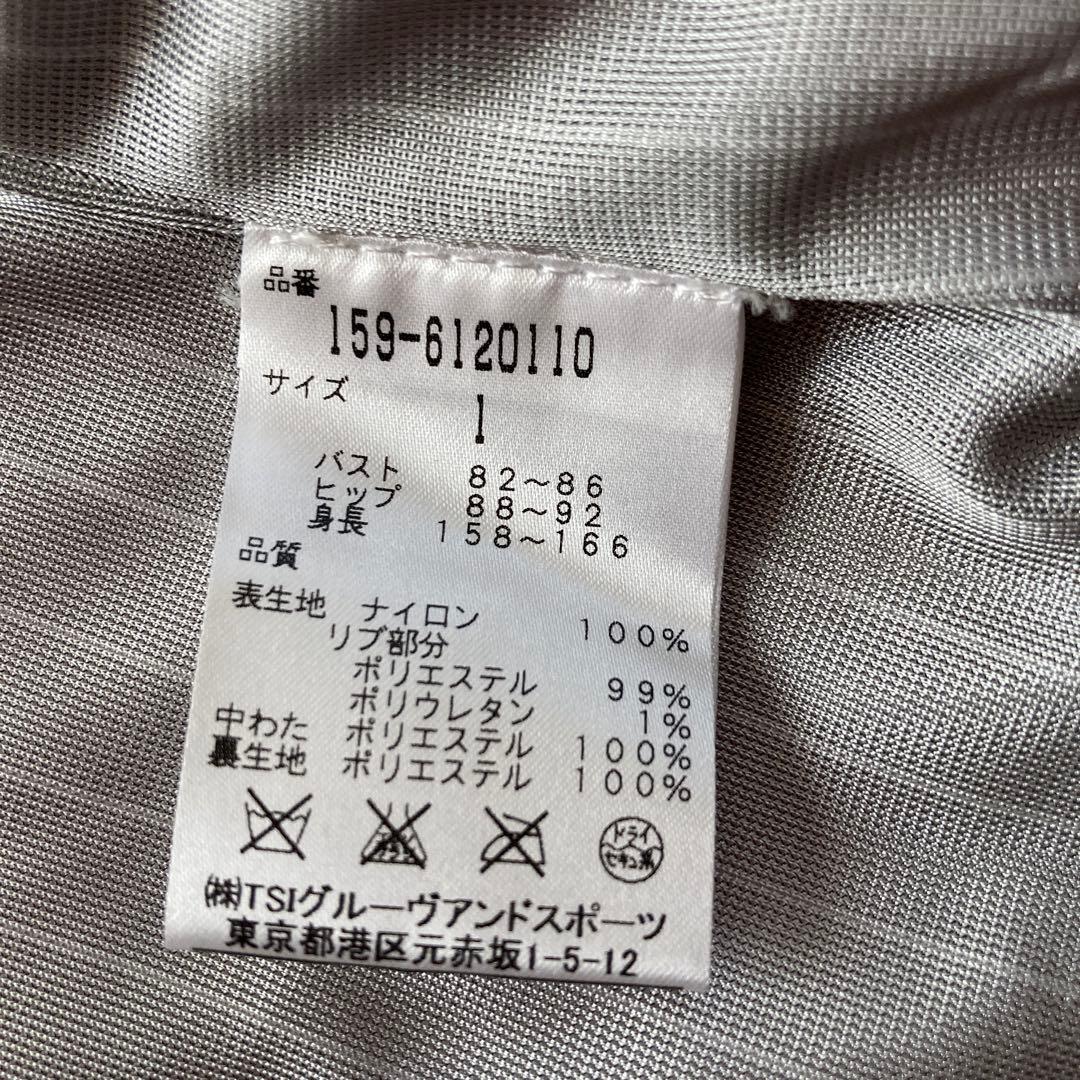 品番
159-6120110
サイズ
1
バスト 82～86
ヒップ 88～92
身長 158～166
品質
表生地 ナイロン 100%
リブ部分
ポリエステル 99%
ポリウレタン 1%
中わた ポリエステル 100%
裏生地 ポリエステル 100%
ドライ
セキユ系
㈱TSIグルーヴアンドスポーツ
東京都港区元赤坂1-5-12